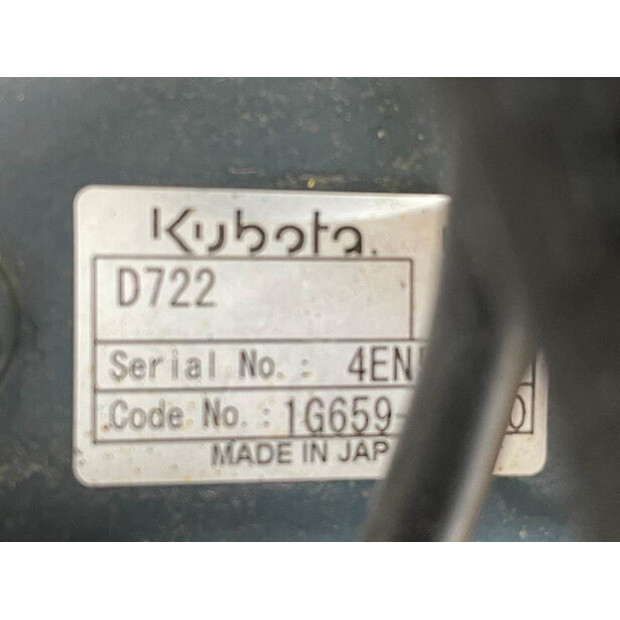 Kubota
D722
Serial No. : 4EN
Code No. : 1G659-
MADE IN JAP